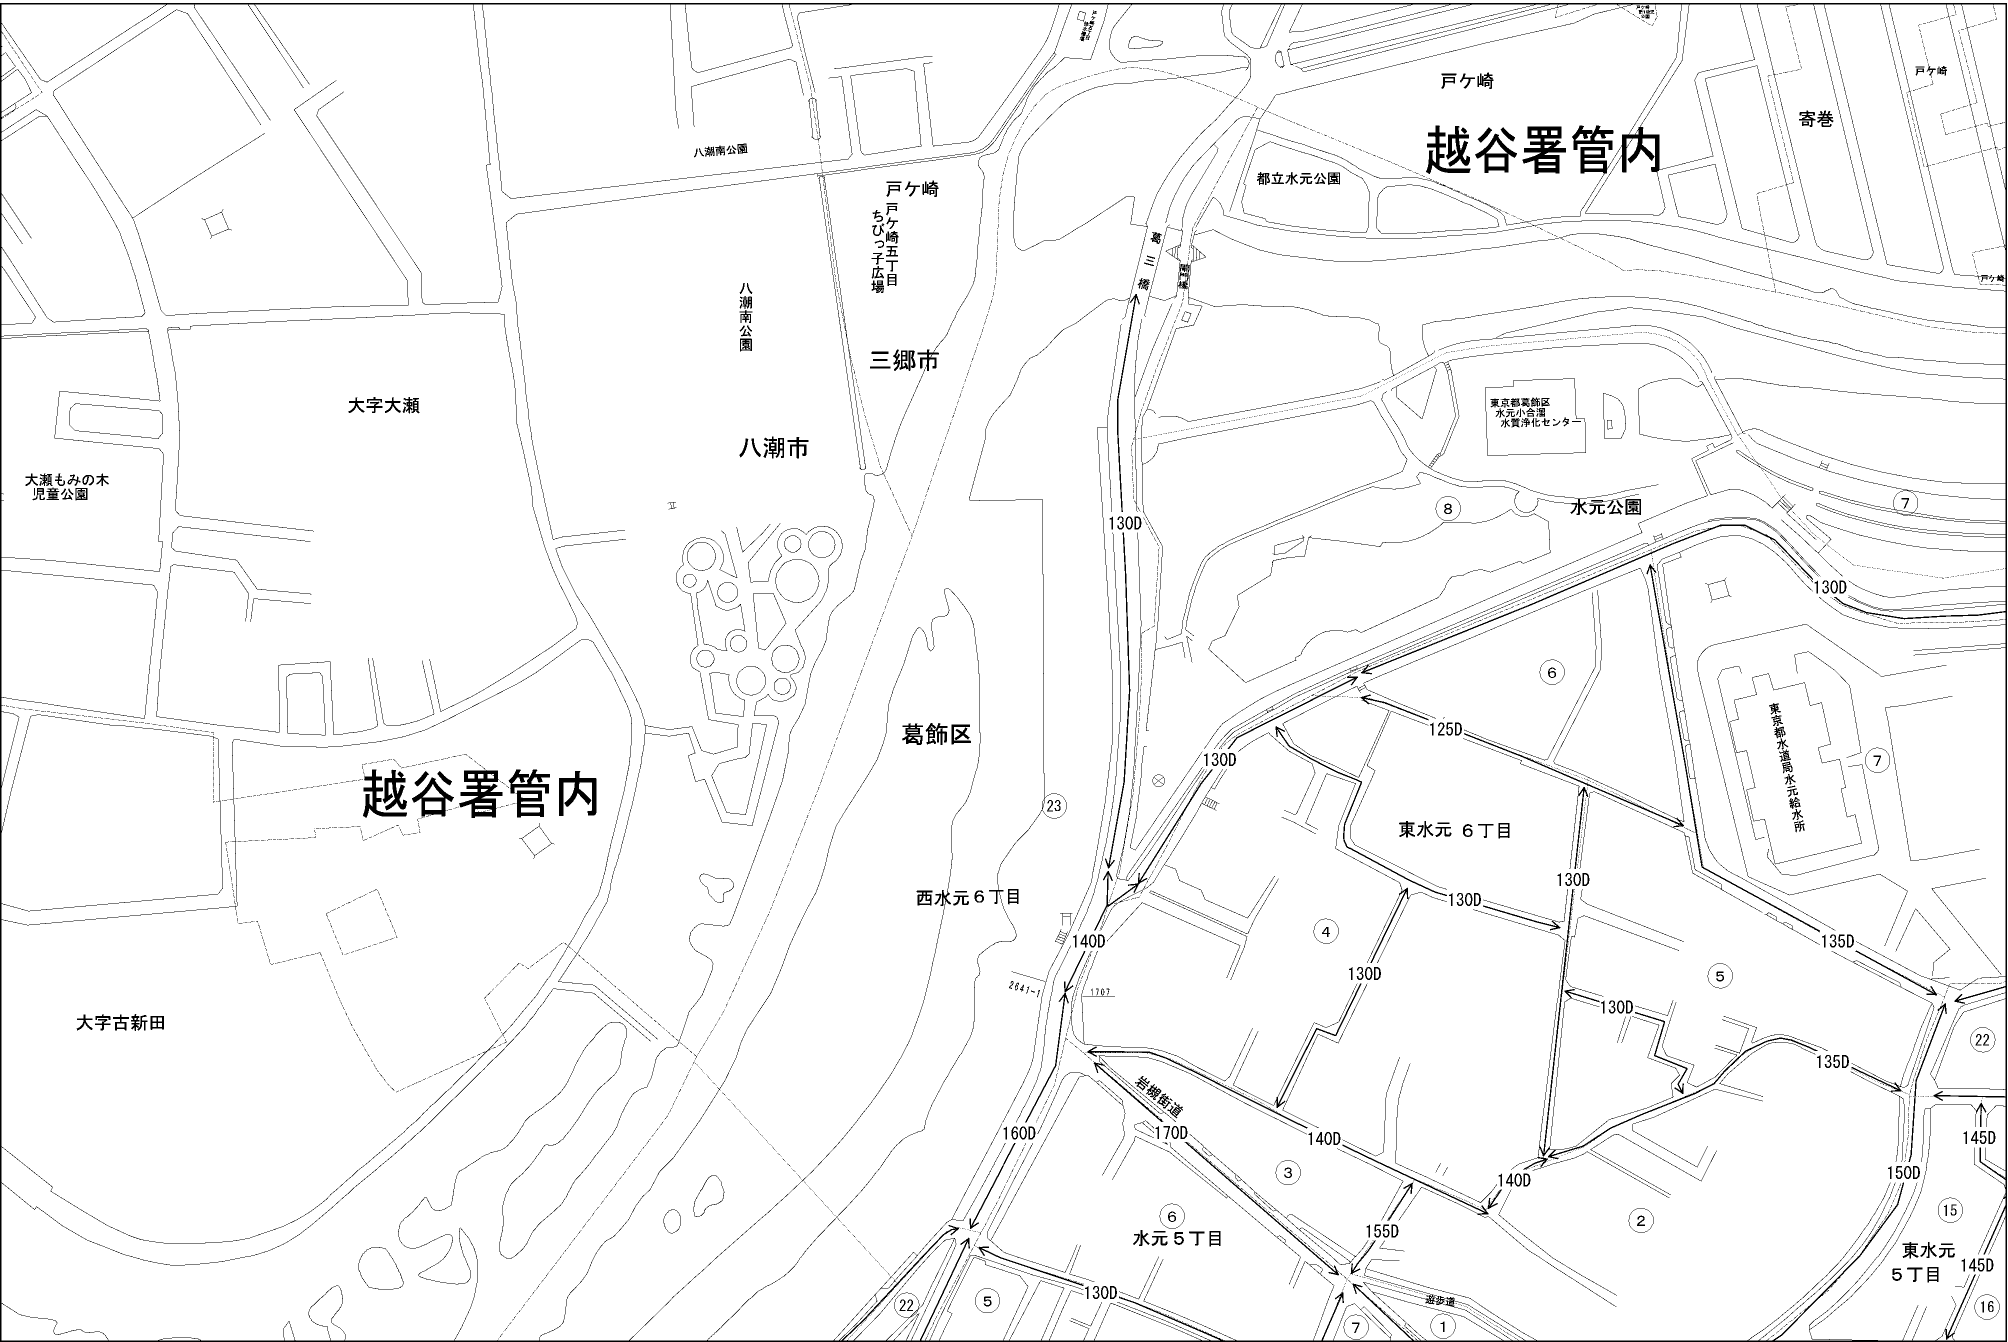 戸ケ崎
寄巻
戸ケ崎
越谷署管内
八潮南公園
都立水元公園
戸ケ崎
戸ケ崎五丁目
ちびっ子広場
葛三橋
戸ケ崎
八潮南公園
三郷市
大字大瀬
東京都葛飾区
水元小合溜
水質浄化センター
八潮市
大瀬もみの木
児童公園
水元公園
8
7
130D
130D
6
葛飾区
125D
130D
東京都水道局水元給水所
7
越谷署管内
23
東水元 6丁目
130D
西水元6丁目
130D
4
140D
135D
130D
5
2641-1
1707
130D
大字古新田
22
135D
岩槻街道
160D
170D
140D
145D
3
140D
150D
6
水元5丁目
155D
2
15
東水元
5丁目
145D
130D
22
5
遊歩道
7
1
16